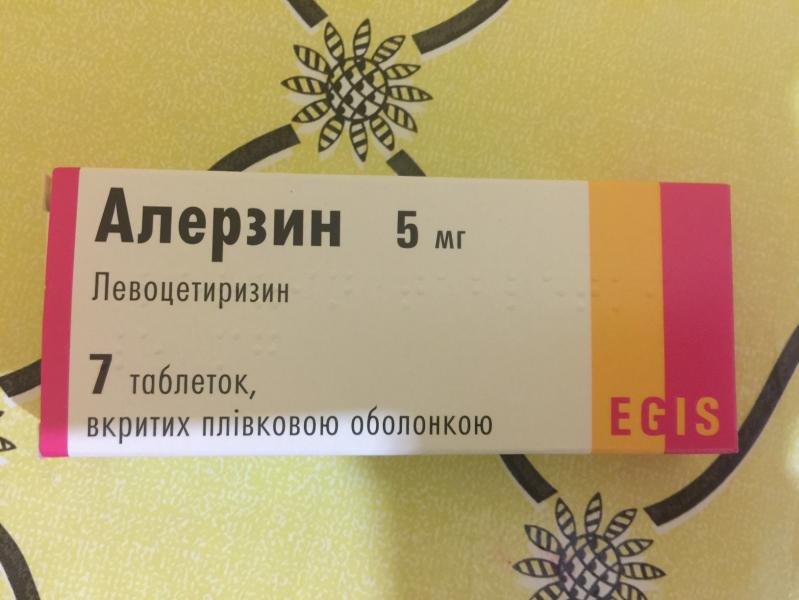 Алерзин 5 мг
Левоцетиризин
7 таблеток,
вкритих плівковою оболонкою
EGIS